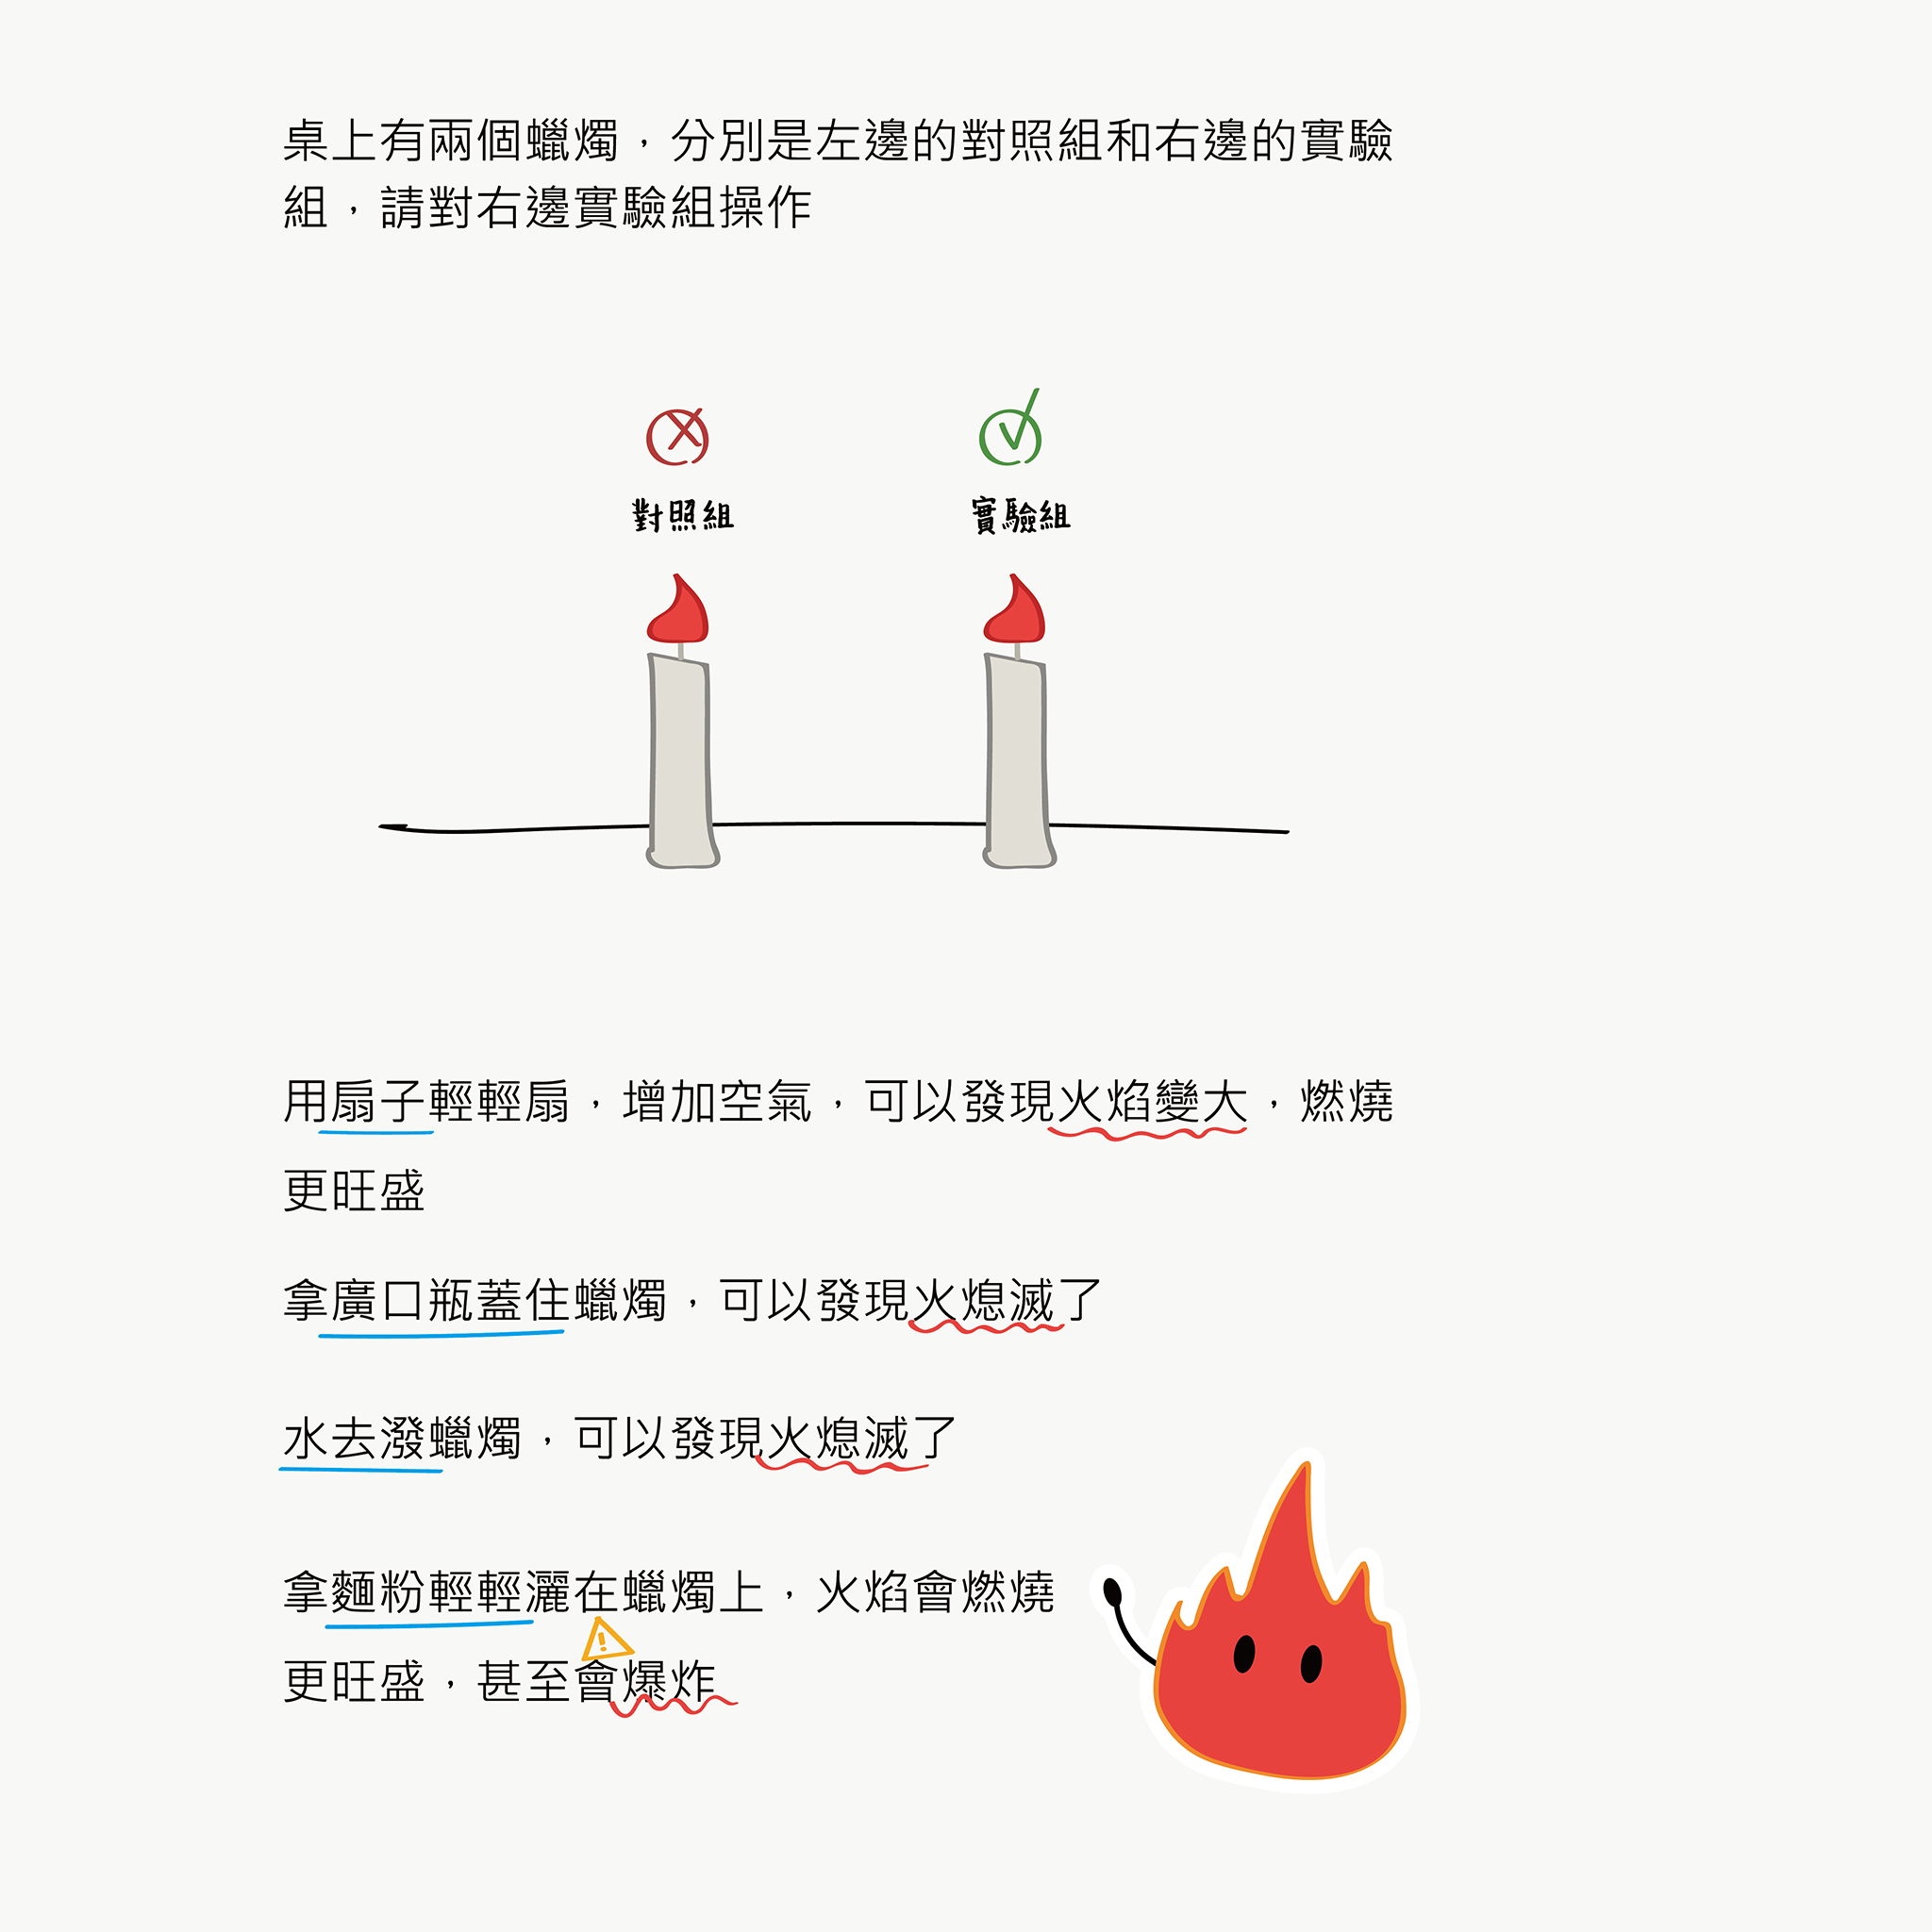 桌上有兩個蠟燭，分別是左邊的對照組和右邊的實驗
組，請對右邊實驗組操作
對照組
實驗組
用扇子輕輕扇，增加空氣，可以發現火焰變大，燃燒
更旺盛
拿廣口瓶蓋住蠟燭，可以發現火熄滅了
水去潑蠟燭，可以發現火熄滅了
拿麵粉輕輕灑在蠟燭上，火焰會燃燒
更旺盛，甚至會爆炸